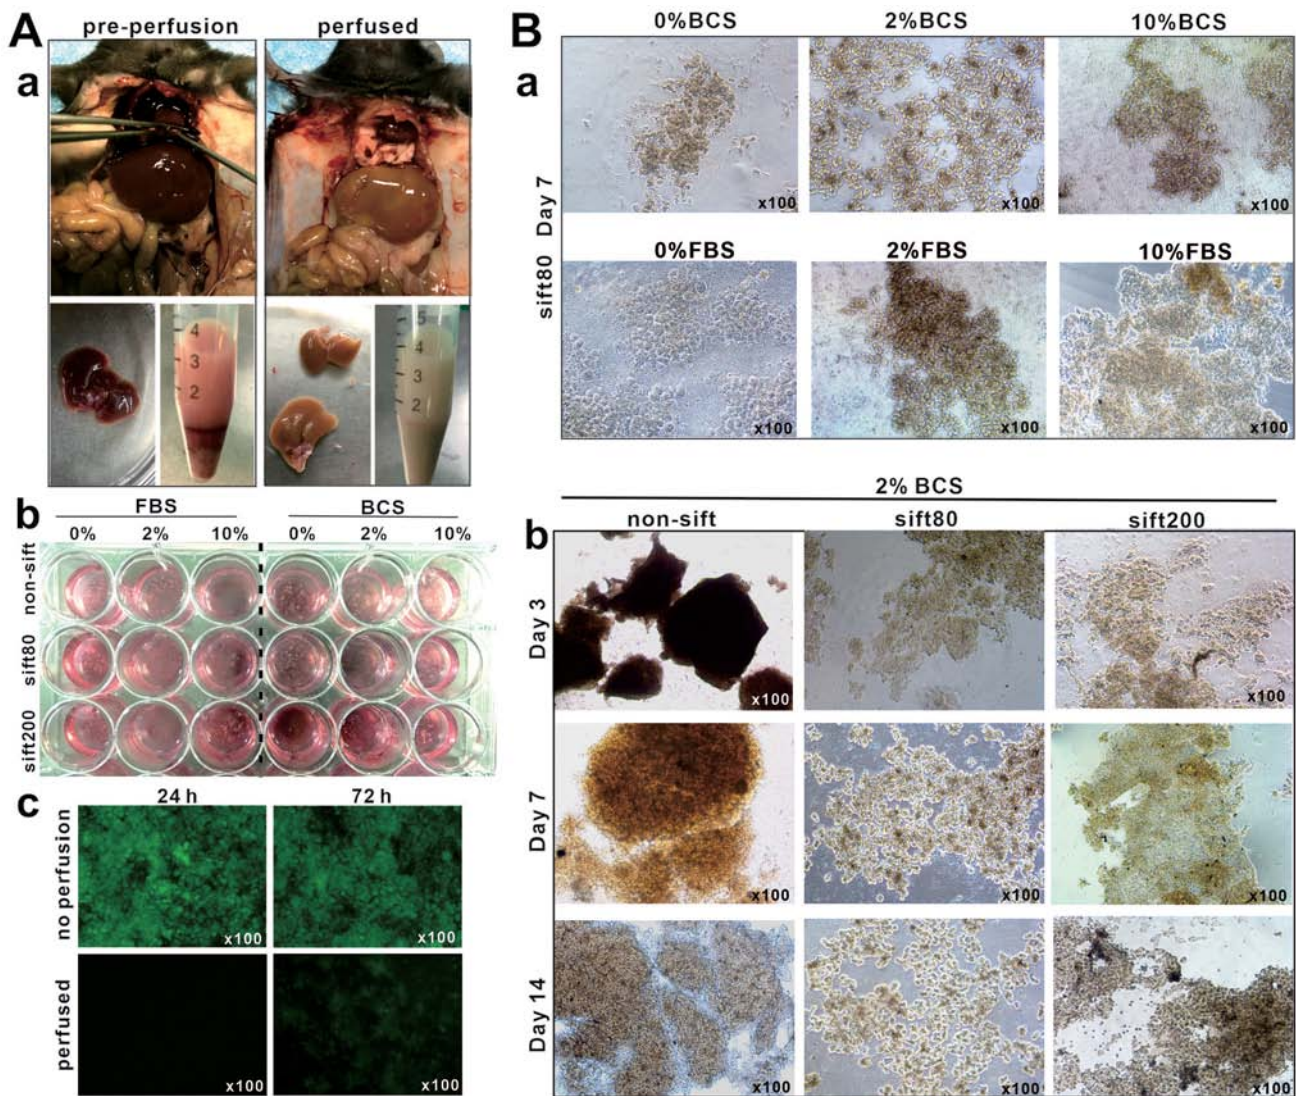 A
pre-perfusion
perfused
a
4
3
2
5
4
3
2
b
FBS
BCS
0%
2%
10%
0%
2%
10%
non-sift
sift80
sift200
c
24 h
72 h
no perfusion
x100
x100
perfused
x100
x100
B
0%BCS
2%BCS
10%BCS
a
sift80 Day 7
x100
x100
x100
0%FBS
2%FBS
10%FBS
x100
x100
x100
2% BCS
b
non-sift
sift80
sift200
Day 3
x100
x100
x100
Day 7
x100
x100
x100
Day 14
x100
x100
x100